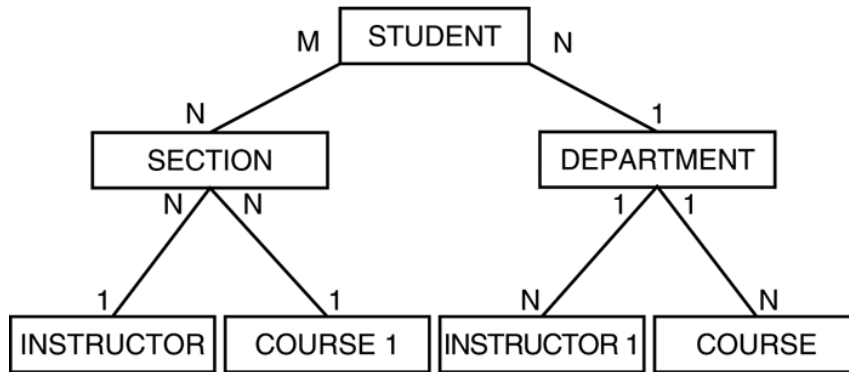 STUDENT
M N
N 1
SECTION DEPARTMENT
N N 1 1
1 1 N N
INSTRUCTOR COURSE 1 INSTRUCTOR 1 COURSE